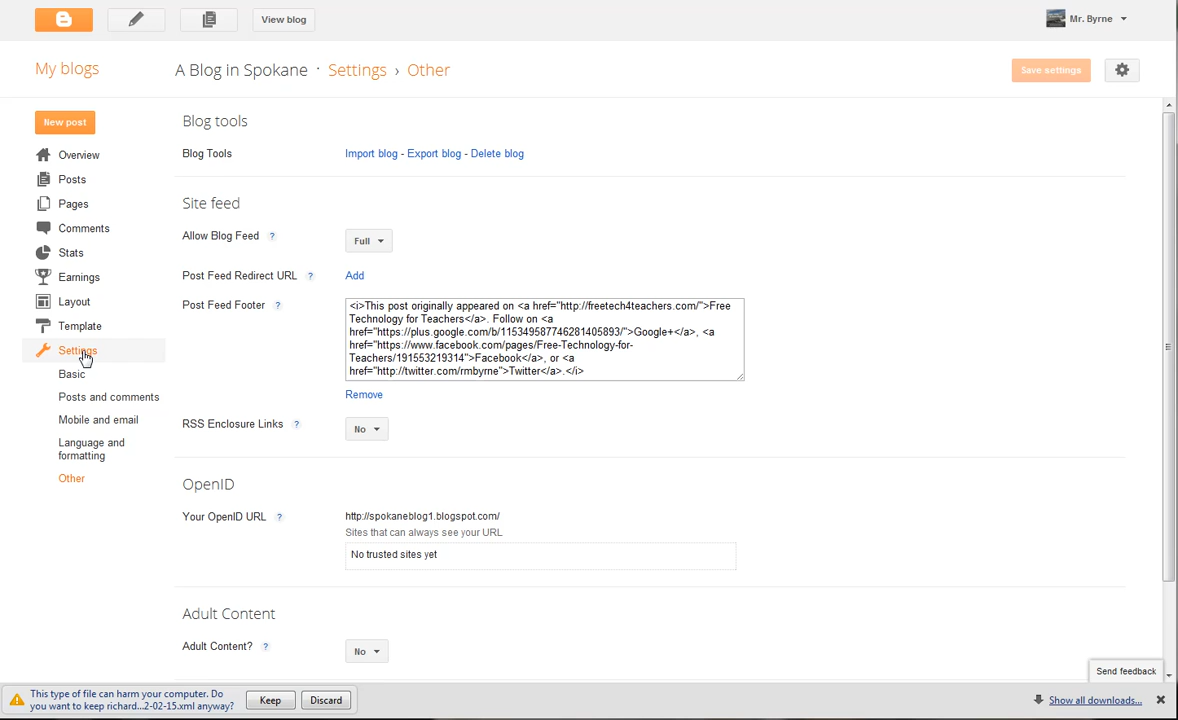 View blog
Mr. Byrne
My blogs
A Blog in Spokane · Settings › Other
Save settings
New post
Overview
Posts
Pages
Comments
Stats
Earnings
Layout
Template
Settings
Basic
Posts and comments
Mobile and email
Language and
formatting
Other
Blog tools
Blog Tools
Import blog - Export blog - Delete blog
Site feed
Allow Blog Feed ?
Full
Post Feed Redirect URL ?
Add
Post Feed Footer ?
<i>This post originally appeared on <a href="http://freetech4teachers.com/">Free
Technology for Teachers</a>. Follow on <a
href="https://plus.google.com/b/115349587746281405893/">Google+</a>, <a
href="https://www.facebook.com/pages/Free-Technology-for-
Teachers/191553219314">Facebook</a>, or <a
href="http://twitter.com/rmbyrne">Twitter</a>.</i>
Remove
RSS Enclosure Links ?
No
OpenID
Your OpenID URL ?
http://spokaneblog1.blogspot.com/
Sites that can always see your URL
No trusted sites yet
Adult Content
Adult Content? ?
No
Send feedback
This type of file can harm your computer. Do
you want to keep richard...2-02-15.xml anyway?
Keep
Discard
Show all downloads...